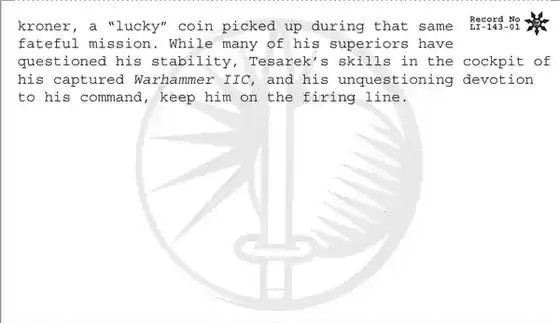 kroner, a “lucky” coin picked up during that same
fateful mission. While many of his superiors have
questioned his stability, Tesarek’s skills in the cockpit of
his captured Warhammer IIC, and his unquestioning devotion
to his command, keep him on the firing line.
Record No
LI-143-01